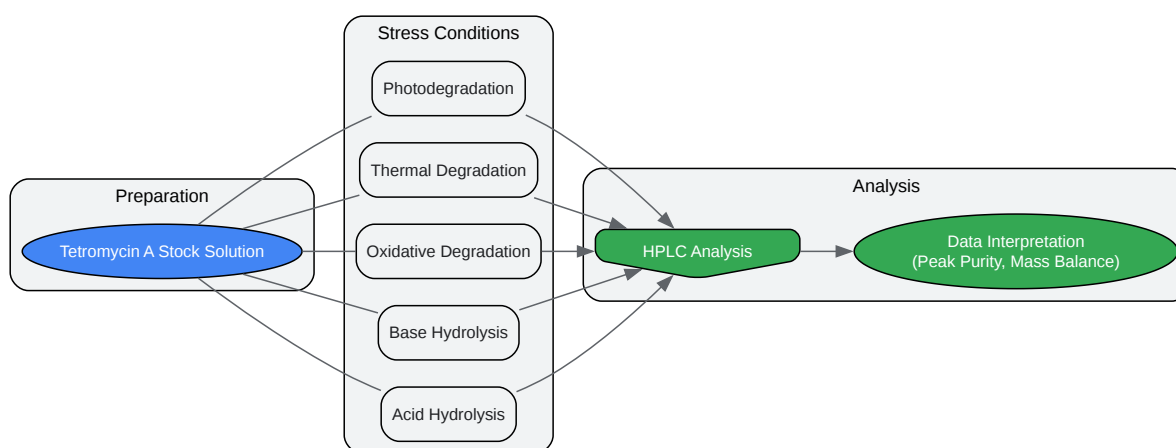 Preparation
Tetromycin A Stock Solution
Stress Conditions
Photodegradation
Thermal Degradation
Oxidative Degradation
Base Hydrolysis
Acid Hydrolysis
Analysis
HPLC Analysis
Data Interpretation
(Peak Purity, Mass Balance)